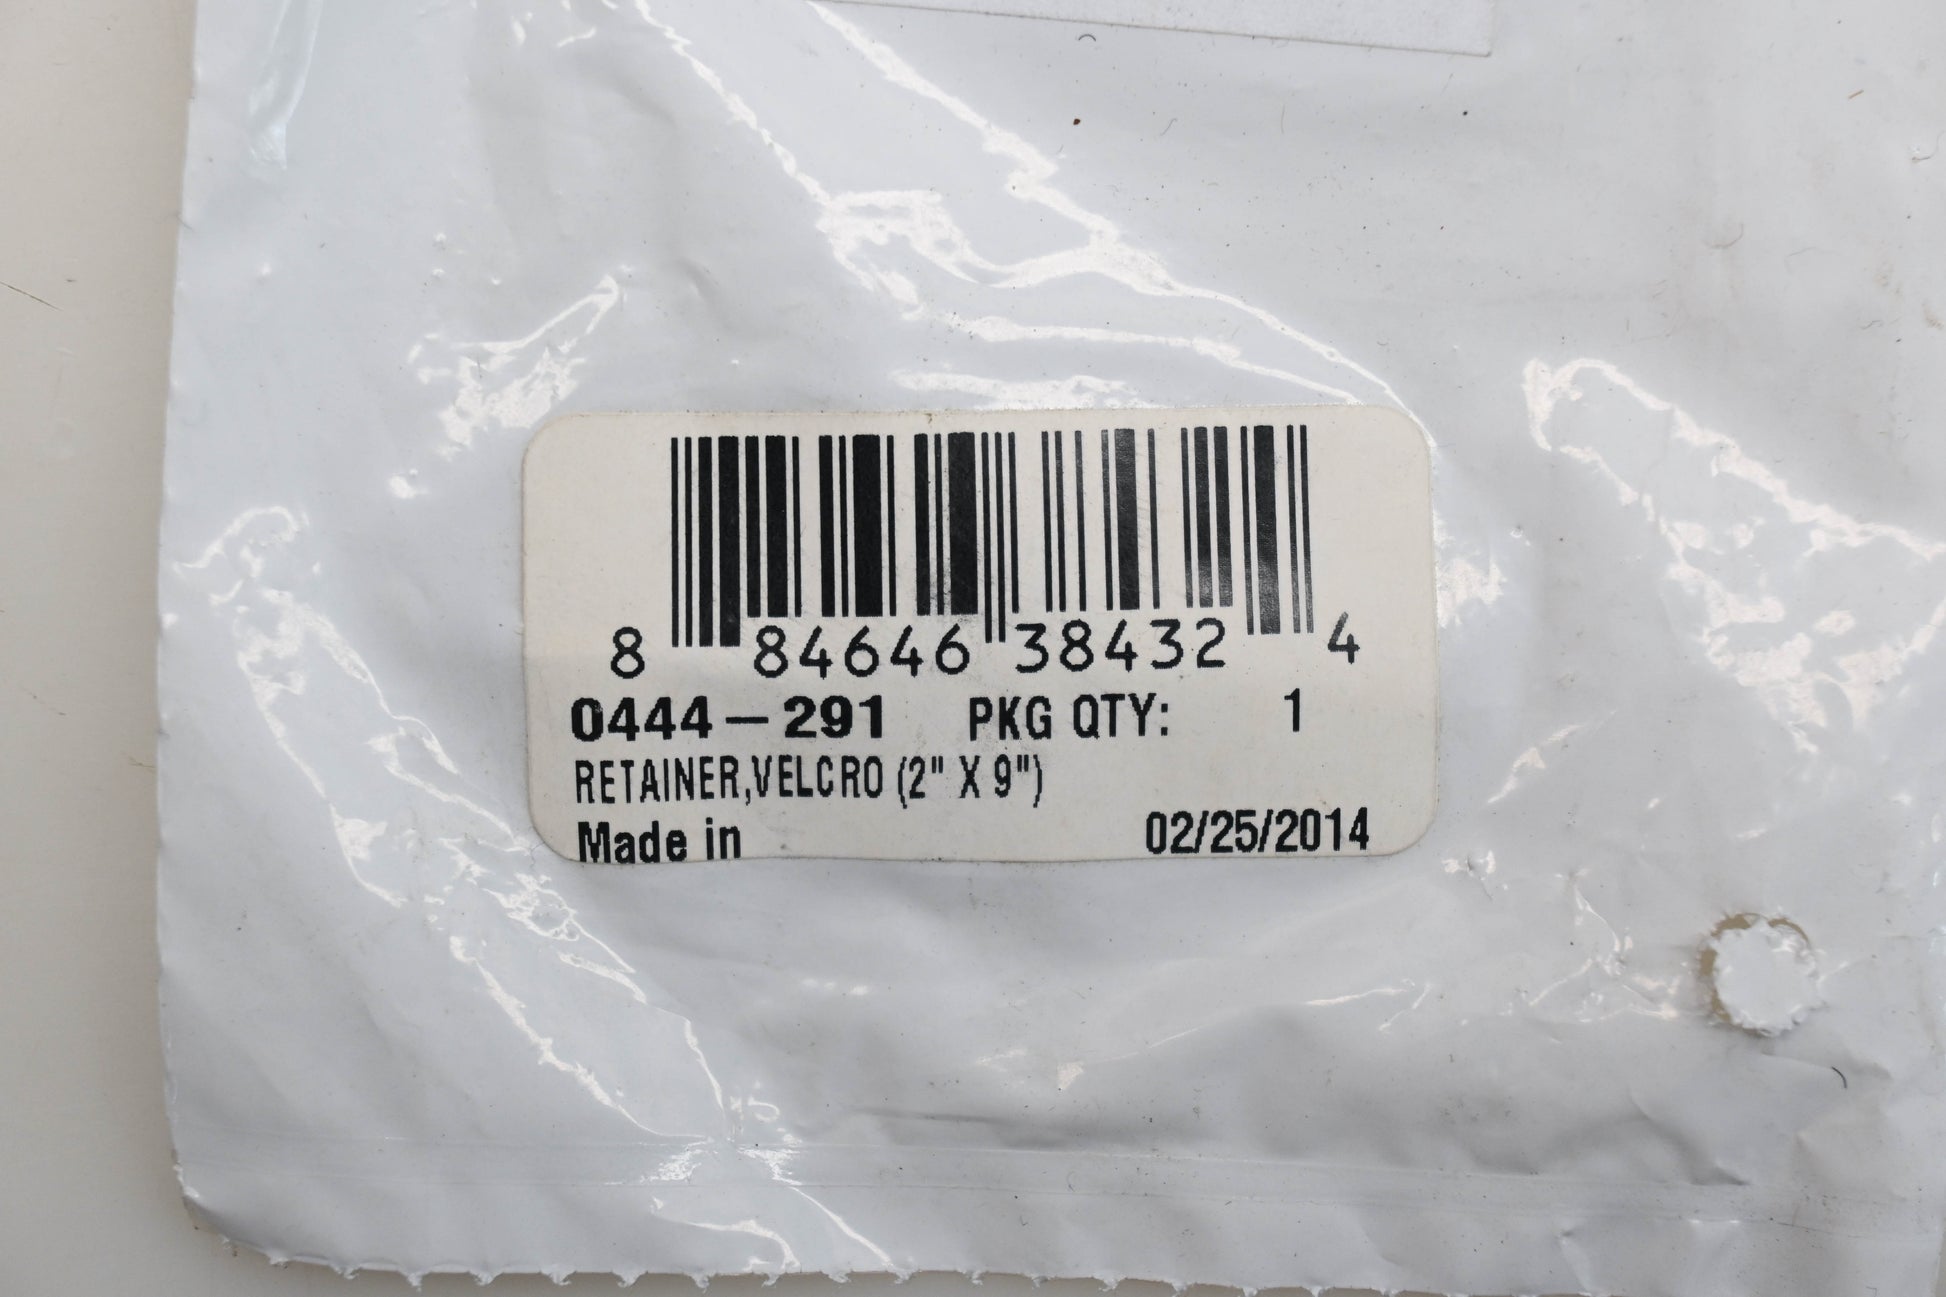 8 84646 38432 4
0444-291 PKG QTY: 1
RETAINER,VELCRO (2" X 9")
Made in 02/25/2014